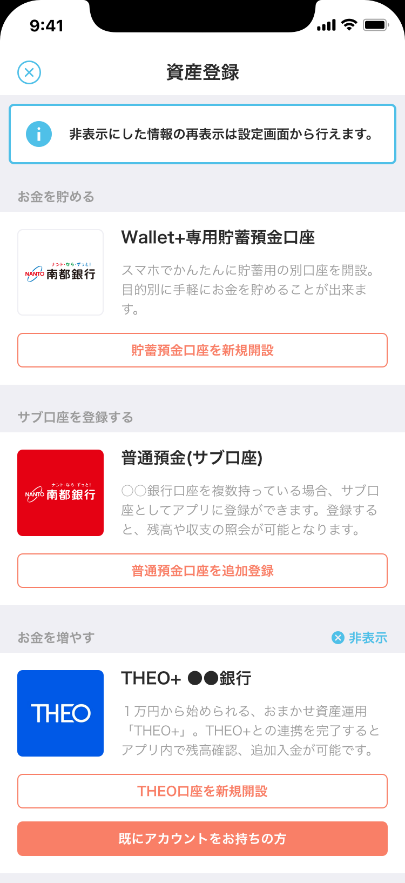 9:41
資産登録
非表示にした情報の再表示は設定画面から行えます。
お金を貯める
Wallet+専用貯蓄預金口座
ナント・なら・ずっと!
NANTO 南都銀行
スマホでかんたんに貯蓄用の別口座を開設。
目的別に手軽にお金を貯めることが出来ま
す。
貯蓄預金口座を新規開設
サブ口座を登録する
普通預金(サブ口座)
NANTO 南都銀行
〇〇銀行口座を複数持っている場合、サブ口
座としてアプリに登録ができます。登録する
と、残高や収支の照会が可能となります。
普通預金口座を追加登録
お金を増やす
非表示
THEO+ ●●銀行
THEO
１万円から始められる、おまかせ資産運用
「THEO+」。THEO+との連携を完了すると
アプリ内で残高確認、追加入金が可能です。
THEO口座を新規開設
既にアカウントをお持ちの方